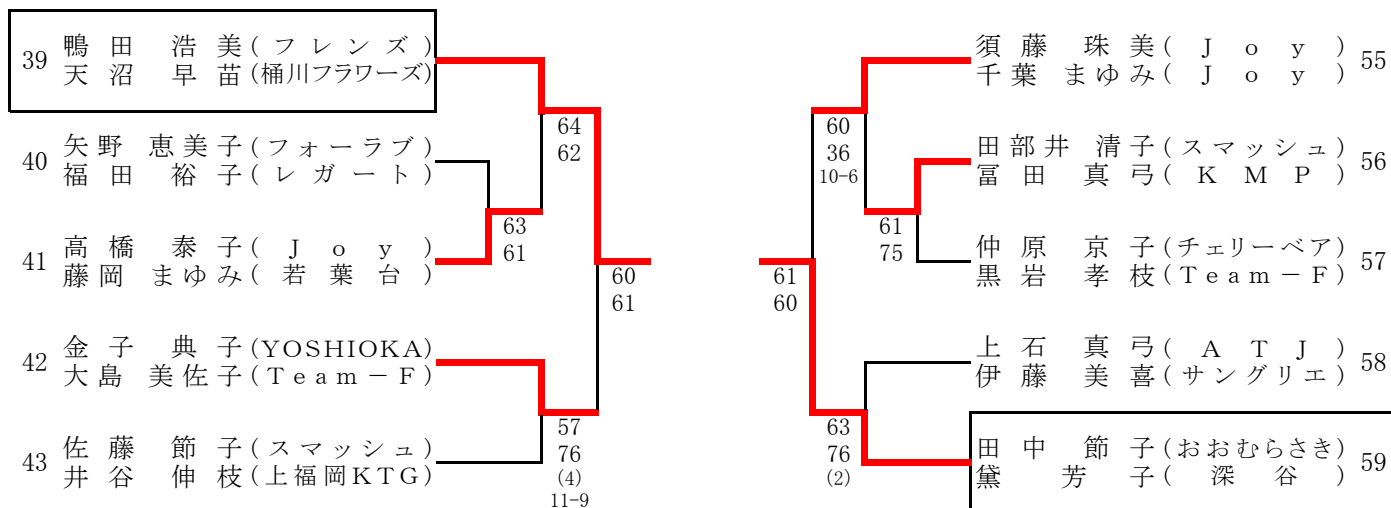 39 鴨田 浩美(フレンズ)
天沼 早苗(桶川フラワーズ)
40 矢野 恵美子(フォーラブ)
福田 裕子(レガート)
41 高橋 泰子(Joy)
藤岡 まゆみ(若葉台)
42 金子 典子(YOSHIOKA)
大島 美佐子(Team－F)
43 佐藤 節子(スマッシュ)
井谷 伸枝(上福岡KTG)
64
62
63
61
60
61
57
76
(4)
11-9
須藤 珠美(Joy) 55
千葉 まゆみ(Joy)
田部井 清子(スマッシュ) 56
冨田 真弓(KMP)
仲原 京子(チェリーベア) 57
黒岩 孝枝(Team－F)
上石 真弓(ATJ) 58
伊藤 美喜(サングリエ)
田中 節子(おおむらさき) 59
黛 芳子(深谷)
60
36
10-6
61
75
61
60
63
76
(2)